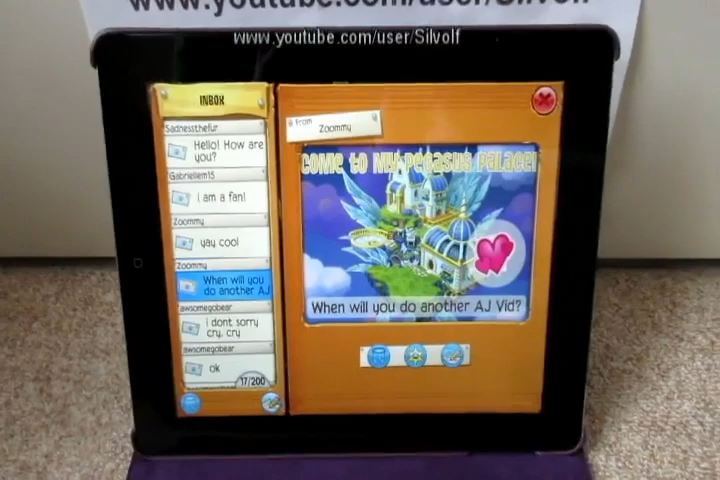 www.youtube.com/user/Silvolf
www.youtube.com/user/Silvolf
INBOX
Sadnessthefur
Hello! How are
you?
Gabriellem15
i am a fan!
Zoommy
yay cool
Zoommy
When will you
do another AJ
awsomegobear
i dont sorry
cry, cry
awsomegobear
ok
17/200
From
Zoommy
COME to MY PEGASUS PALACE!
When will you do another AJ Vid?